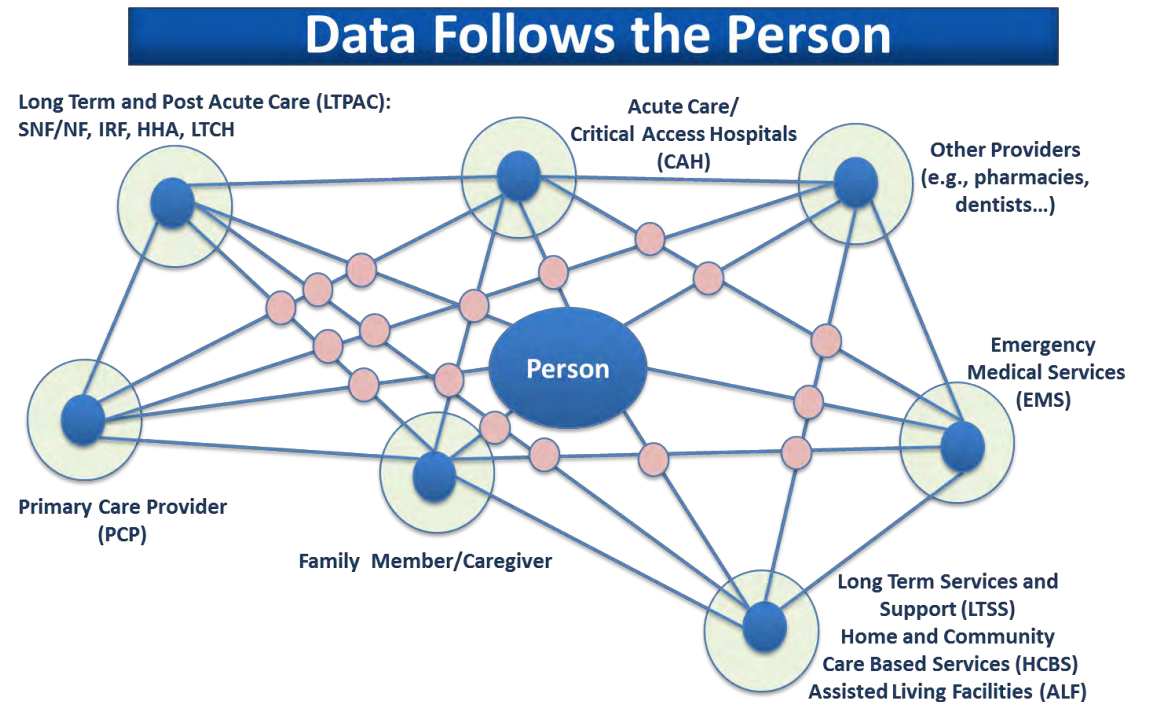 Data Follows the Person
Long Term and Post Acute Care (LTPAC):
SNF/NF, IRF, HHA, LTCH
Acute Care/
Critical Access Hospitals
(CAH)
Other Providers
(e.g., pharmacies,
dentists…)
Person
Emergency
Medical Services
(EMS)
Primary Care Provider
(PCP)
Family Member/Caregiver
Long Term Services and
Support (LTSS)
Home and Community
Care Based Services (HCBS)
Assisted Living Facilities (ALF)